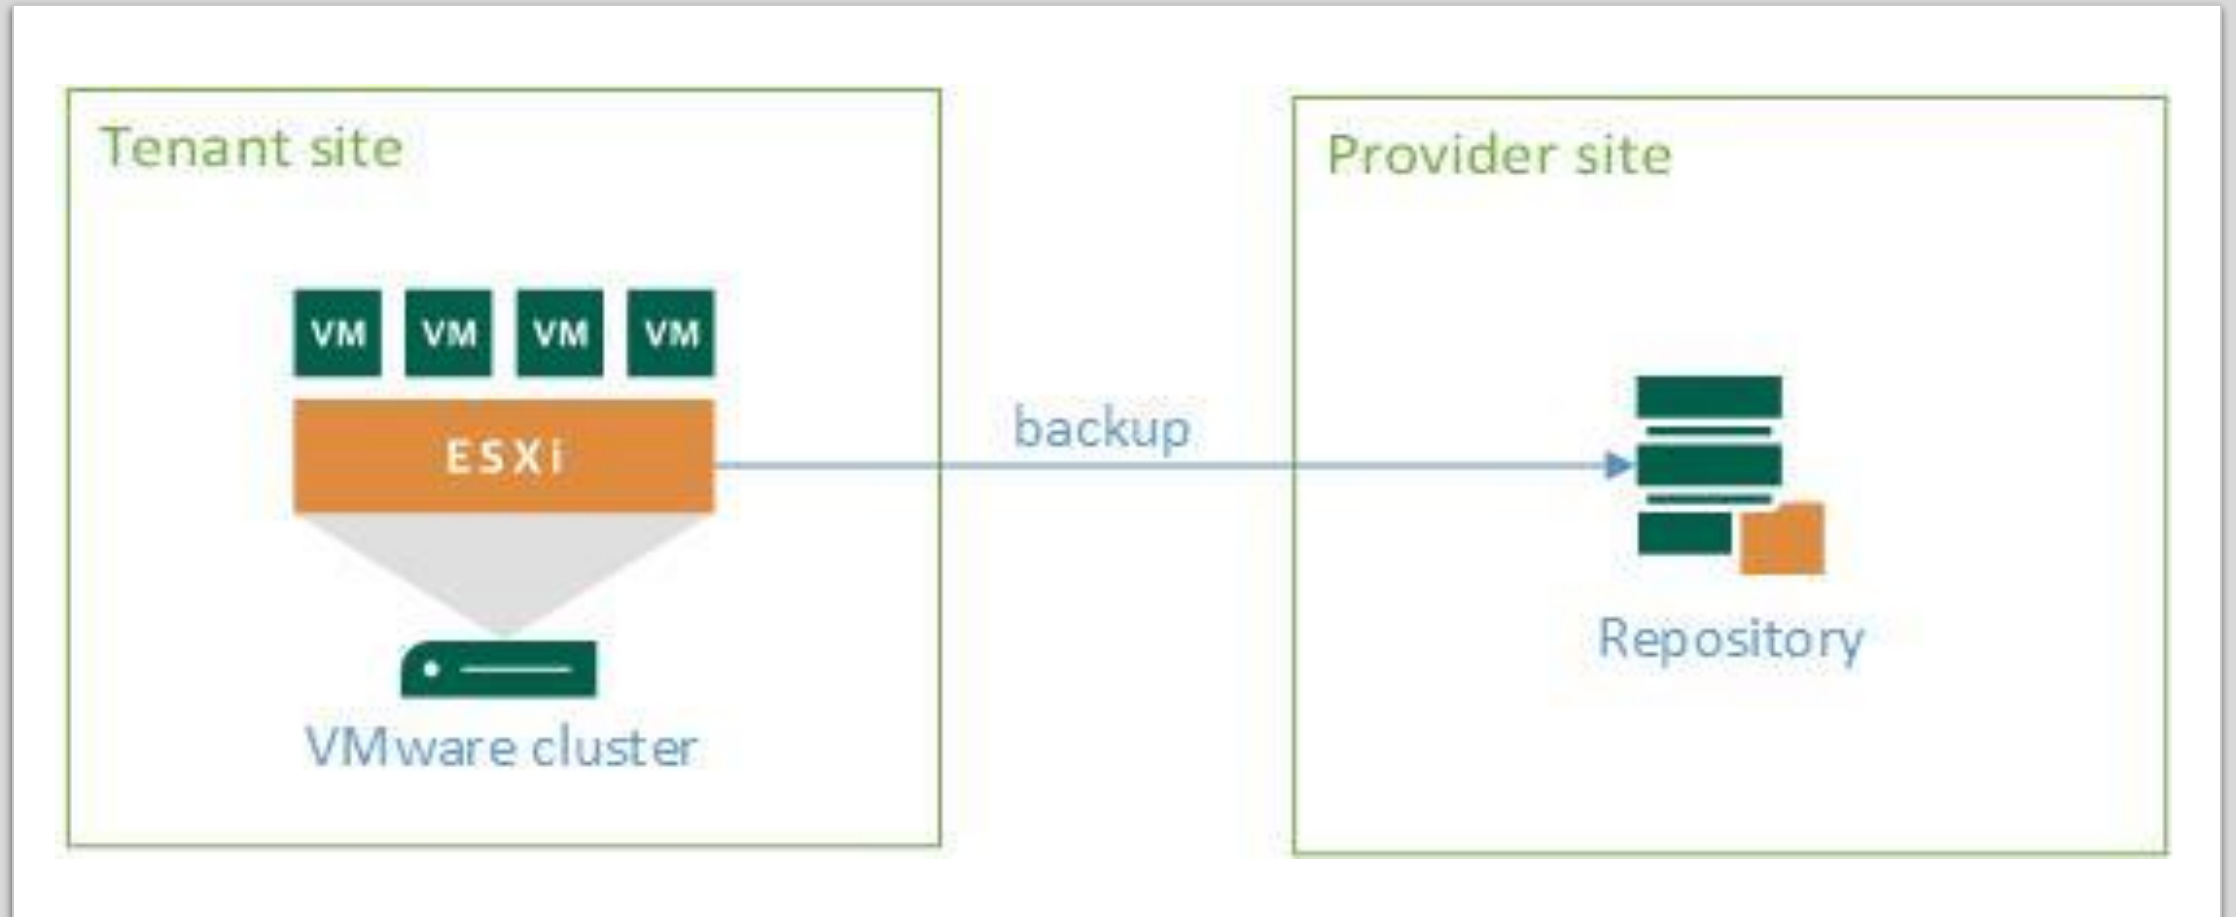 Tenant site
Provider site
VM VM VM VM
ESXi
backup
Repository
VMware cluster